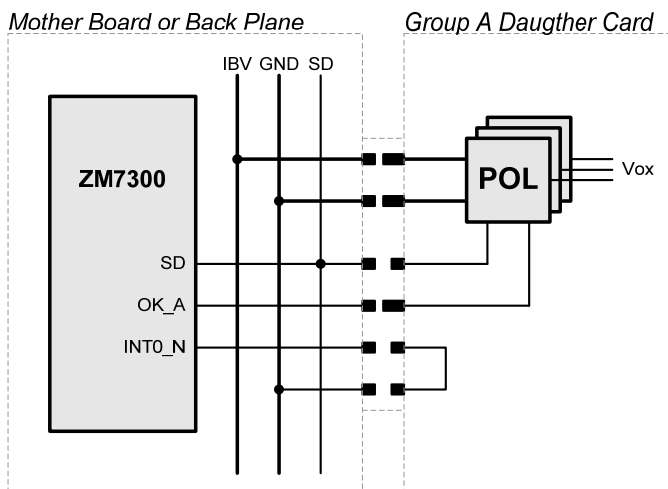 Mother Board or Back Plane
Group A Daugther Card
IBV GND SD
ZM7300
POL
Vox
SD
OK_A
INT0_N